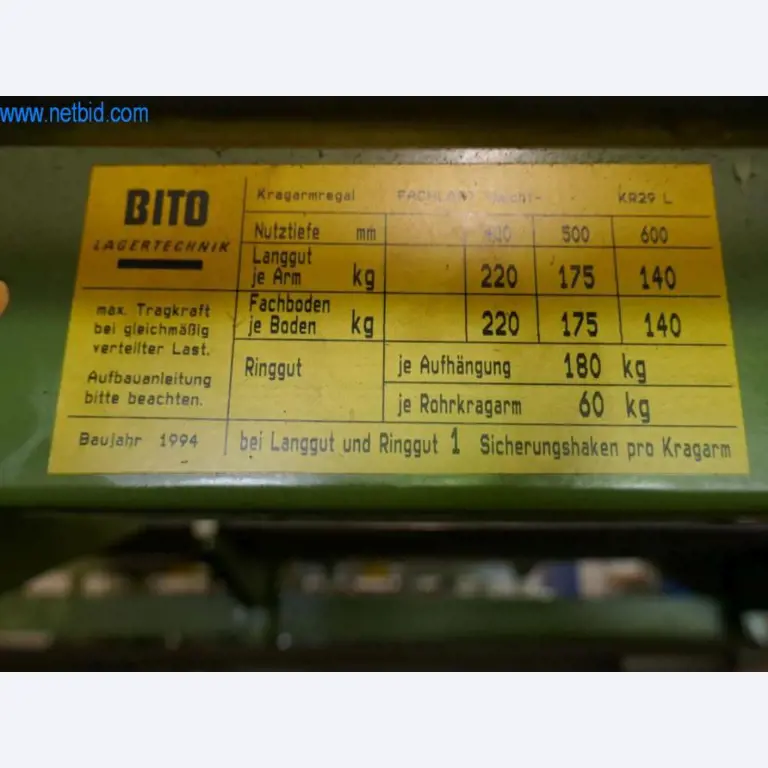 www.netbid.com
BITO
LAGERTECHNIK
max. Tragkraft
bei gleichmäßig
verteilter Last.
Aufbauanleitung
bitte beachten.
Baujahr 1994
Kragarmregal KR29 L
Nutztiefe mm 500 600
Langgut
je Arm kg 220 175 140
Fachboden
je Boden kg 220 175 140
Ringgut je Aufhängung 180 kg
je Rohrkragarm 60 kg
bei Langgut und Ringgut 1 Sicherungshaken pro Kragarm